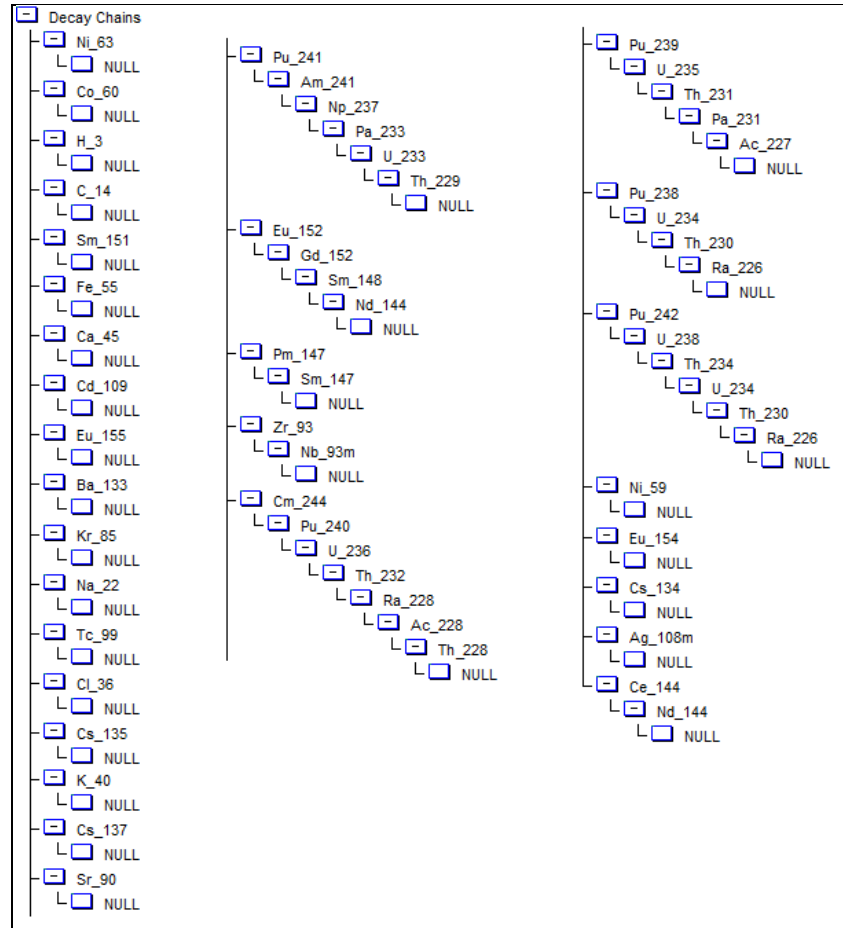 Decay Chains
Ni_63
NULL
Co_60
NULL
H_3
NULL
C_14
NULL
Sm_151
NULL
Fe_55
NULL
Ca_45
NULL
Cd_109
NULL
Eu_155
NULL
Ba_133
NULL
Kr_85
NULL
Na_22
NULL
Tc_99
NULL
Cl_36
NULL
Cs_135
NULL
K_40
NULL
Cs_137
NULL
Sr_90
NULL
Pu_241
Am_241
Np_237
Pa_233
U_233
Th_229
NULL
Eu_152
Gd_152
Sm_148
Nd_144
NULL
Pm_147
Sm_147
NULL
Zr_93
Nb_93m
NULL
Cm_244
Pu_240
U_236
Th_232
Ra_228
Ac_228
Th_228
NULL
Pu_239
U_235
Th_231
Pa_231
Ac_227
NULL
Pu_238
U_234
Th_230
Ra_226
NULL
Pu_242
U_238
Th_234
U_234
Th_230
Ra_226
NULL
Ni_59
NULL
Eu_154
NULL
Cs_134
NULL
Ag_108m
NULL
Ce_144
Nd_144
NULL